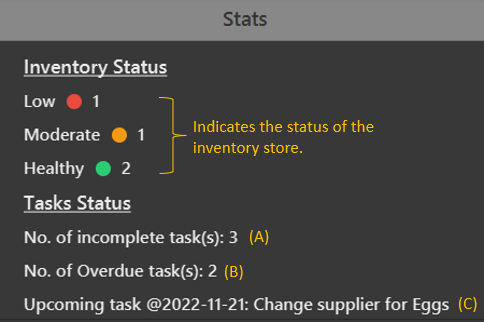 Stats
Inventory Status
Low 1
Moderate 1
Healthy 2
Indicates the status of the
inventory store.
Tasks Status
No. of incomplete task(s): 3 (A)
No. of Overdue task(s): 2 (B)
Upcoming task @2022-11-21: Change supplier for Eggs (C)